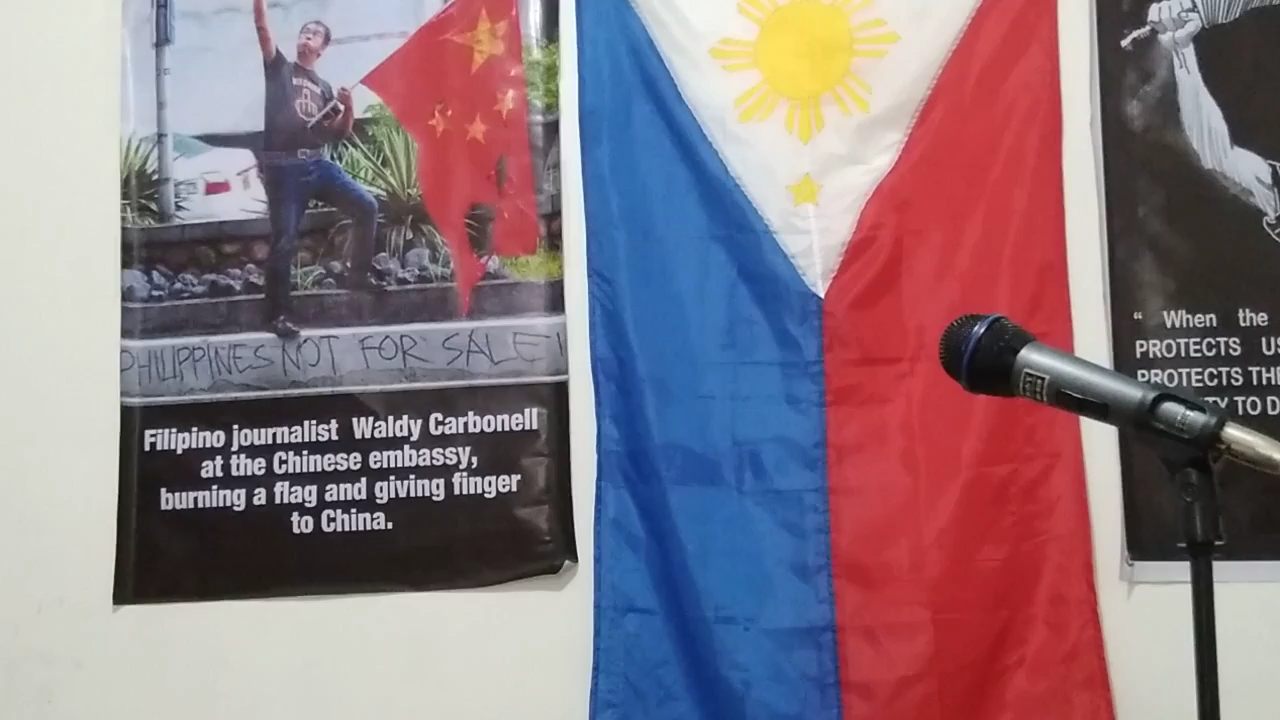 PHILIPPINES NOT FOR SALE!
Filipino journalist Waldy Carbonell
at the Chinese embassy,
burning a flag and giving finger
to China.
“ When the
PROTECTS
PROTECTS THE
TO